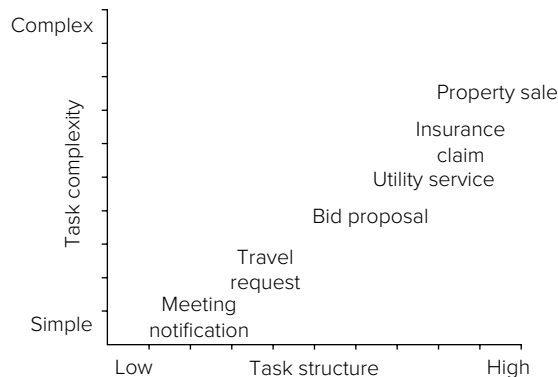 Complex
Property sale
Insurance
claim
Utility service
Task complexity
Bid proposal
Travel
request
Meeting
notification
Simple
Low
Task structure
High